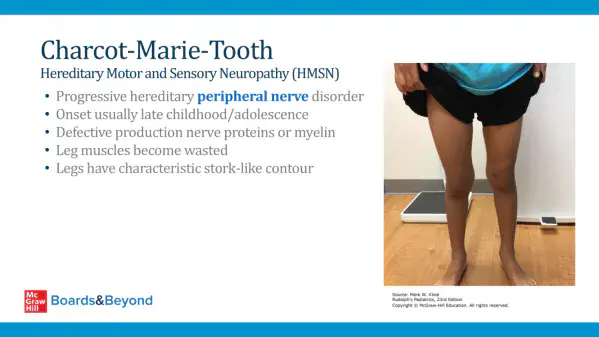 Charcot-Marie-Tooth
Hereditary Motor and Sensory Neuropathy (HMSN)
• Progressive hereditary peripheral nerve disorder
• Onset usually late childhood/adolescence
• Defective production nerve proteins or myelin
• Leg muscles become wasted
• Legs have characteristic stork-like contour
Source: Mark W. Kline
Rudolph's Pediatrics, 23rd Edition
Copyright © McGraw-Hill Education. All rights reserved.
Mc
Graw
Hill
Boards&Beyond